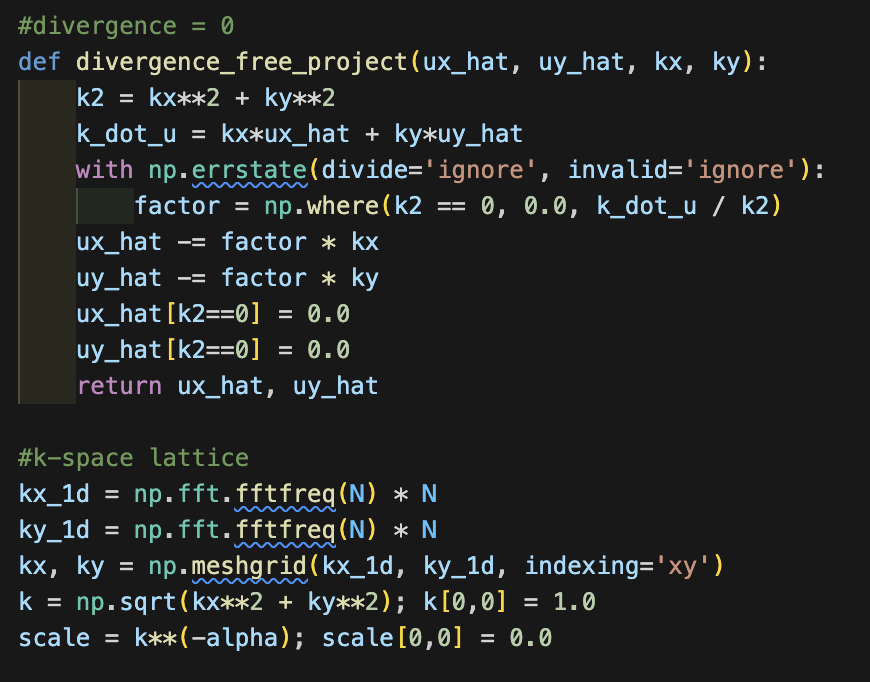 #divergence = 0
def divergence_free_project(ux_hat, uy_hat, kx, ky):
    k2 = kx**2 + ky**2
    k_dot_u = kx*ux_hat + ky*uy_hat
    with np.errstate(divide='ignore', invalid='ignore'):
        factor = np.where(k2 == 0, 0.0, k_dot_u / k2)
    ux_hat -= factor * kx
    uy_hat -= factor * ky
    ux_hat[k2==0] = 0.0
    uy_hat[k2==0] = 0.0
    return ux_hat, uy_hat

#k-space lattice
kx_1d = np.fft.fftfreq(N) * N
ky_1d = np.fft.fftfreq(N) * N
kx, ky = np.meshgrid(kx_1d, ky_1d, indexing='xy')
k = np.sqrt(kx**2 + ky**2); k[0,0] = 1.0
scale = k**(-alpha); scale[0,0] = 0.0